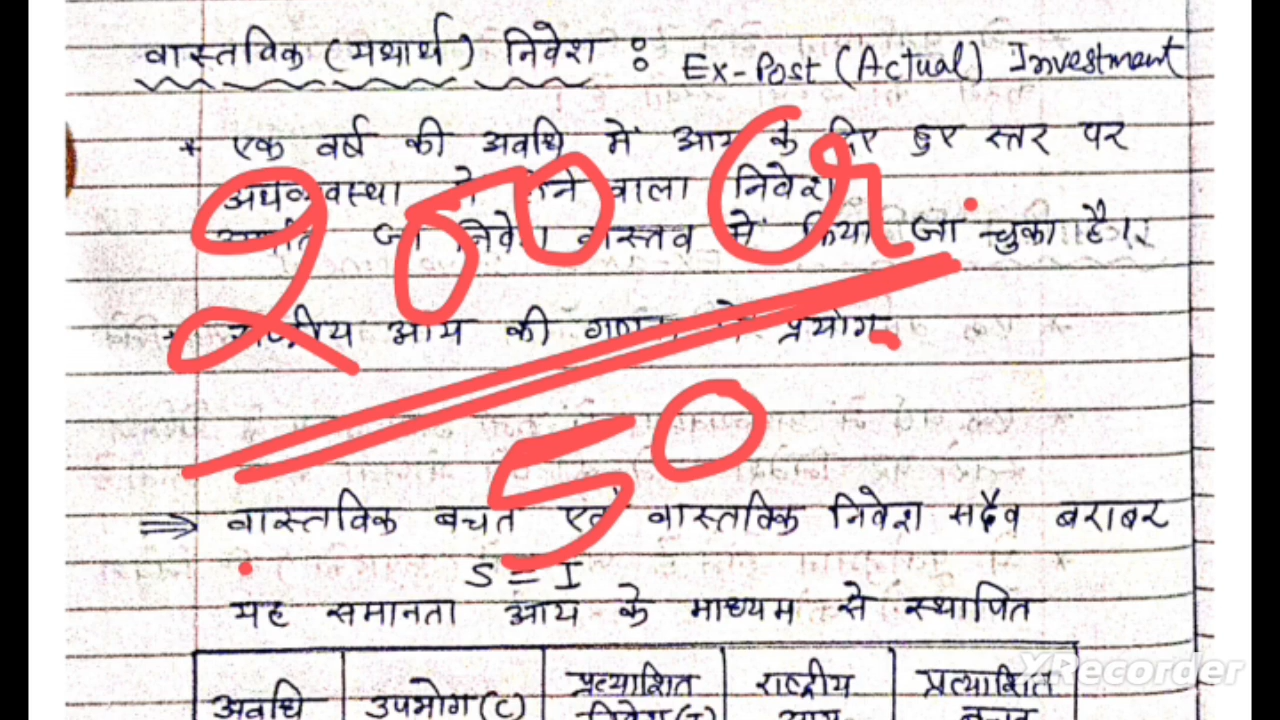 वास्तविक (यथार्थ) निवेश : Ex-Post (Actual) Investment
* एक वर्ष की अवधि में आय के दिए हुए स्तर पर
अर्थव्यवस्था वाला निवेश
जो निवेश वास्तव में किया जा चुका है।
200 Cr
आय की प्रयोग
50
⇒ वास्तविक बचत एवं वास्तविक निवेश सदैव बराबर
S = I
यह समानता आय के माध्यम से स्थापित
अवधि उपभोग (C) प्रत्याशित राष्ट्रीय प्रत्याशित
XRecorder